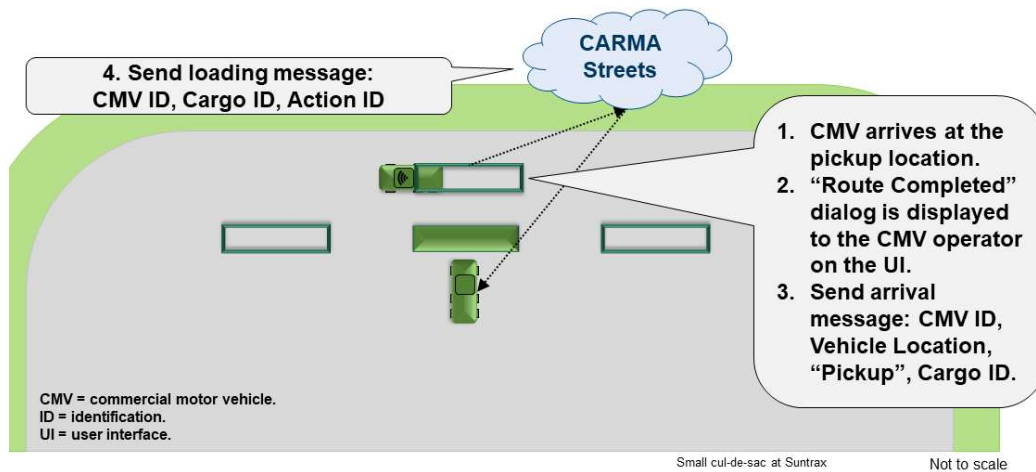 CARMA
Streets
4. Send loading message:
CMV ID, Cargo ID, Action ID
1. CMV arrives at the
pickup location.
2. “Route Completed”
dialog is displayed
to the CMV operator
on the UI.
3. Send arrival
message: CMV ID,
Vehicle Location,
“Pickup”, Cargo ID.
CMV = commercial motor vehicle.
ID = identification.
UI = user interface.
Small cul-de-sac at Suntrax
Not to scale